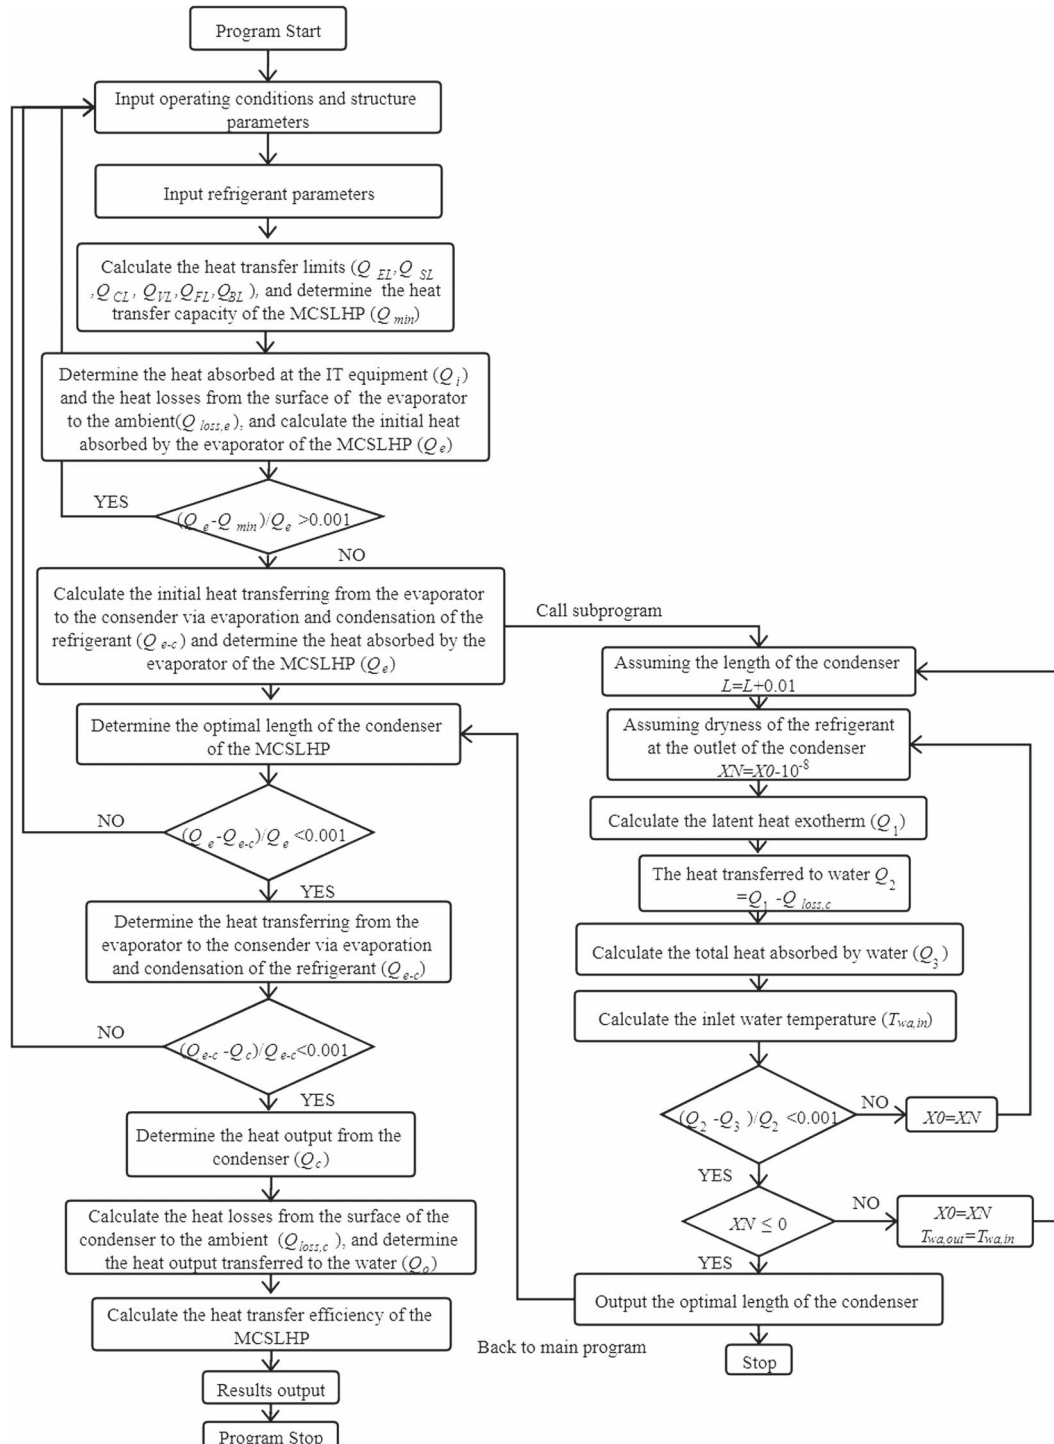 Program Start
Input operating conditions and structure
parameters
Input refrigerant parameters
Calculate the heat transfer limits (Q EL,Q SL
,Q CL, Q VL,Q FL,Q BL ), and determine the heat
transfer capacity of the MCSLHP (Q min)
Determine the heat absorbed at the IT equipment (Q i)
and the heat losses from the surface of the evaporator
to the ambient(Q loss,e), and calculate the initial heat
absorbed by the evaporator of the MCSLHP (Q e)
YES
(Q e-Q min)/Q e >0.001
NO
Calculate the initial heat transferring from the evaporator
to the consender via evaporation and condensation of the
refrigerant (Q e-c) and determine the heat absorbed by the
evaporator of the MCSLHP (Q e)
Call subprogram
Determine the optimal length of the condenser
of the MCSLHP
NO
(Q e-Q e-c)/Q e <0.001
YES
Determine the heat transferring from the
evaporator to the consender via evaporation
and condensation of the refrigerant (Q e-c)
NO
(Q e-c -Q c)/Q e-c<0.001
YES
Determine the heat output from the
condenser (Q c)
Calculate the heat losses from the surface of the
condenser to the ambient (Q loss,c ), and determine
the heat output transferred to the water (Q o)
Calculate the heat transfer efficiency of the
MCSLHP
Results output
Program Stop
Assuming the length of the condenser
L=L+0.01
Assuming dryness of the refrigerant
at the outlet of the condenser
XN=X0-10-8
Calculate the latent heat exotherm (Q 1)
The heat transferred to water Q 2
=Q 1 -Q loss,c
Calculate the total heat absorbed by water (Q 3)
Calculate the inlet water temperature (T wa,in)
(Q 2 -Q 3 )/Q 2 <0.001
NO
X0=XN
YES
XN ≤ 0
NO
X0=XN
T wa,out=T wa,in
YES
Output the optimal length of the condenser
Back to main program
Stop